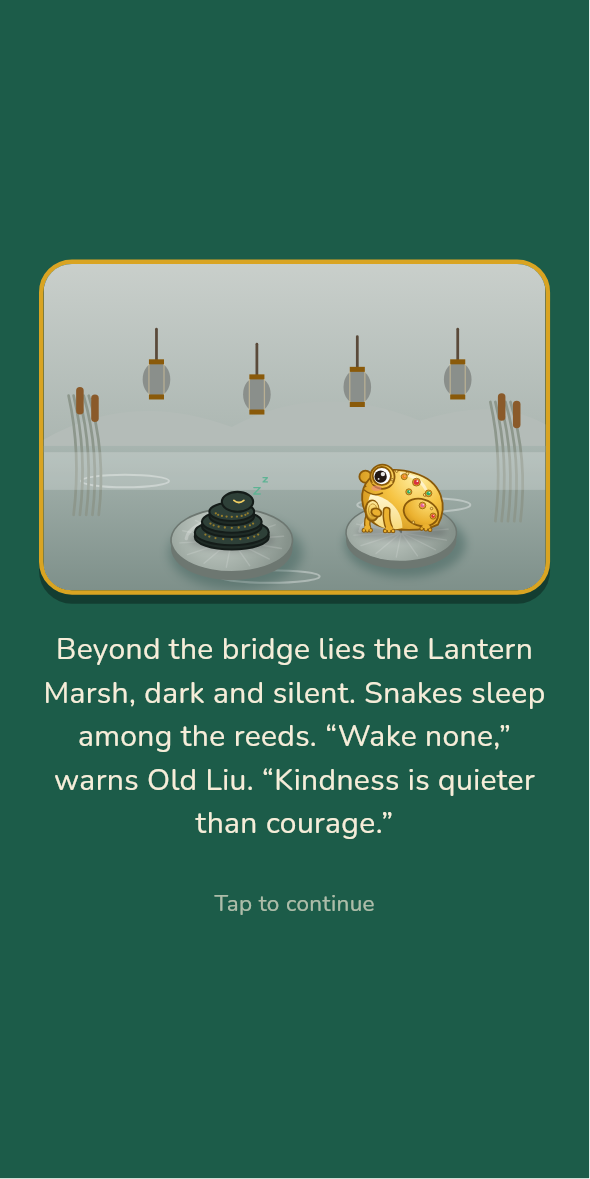 z
z
Beyond the bridge lies the Lantern
Marsh, dark and silent. Snakes sleep
among the reeds. “Wake none,”
warns Old Liu. “Kindness is quieter
than courage.”
Tap to continue